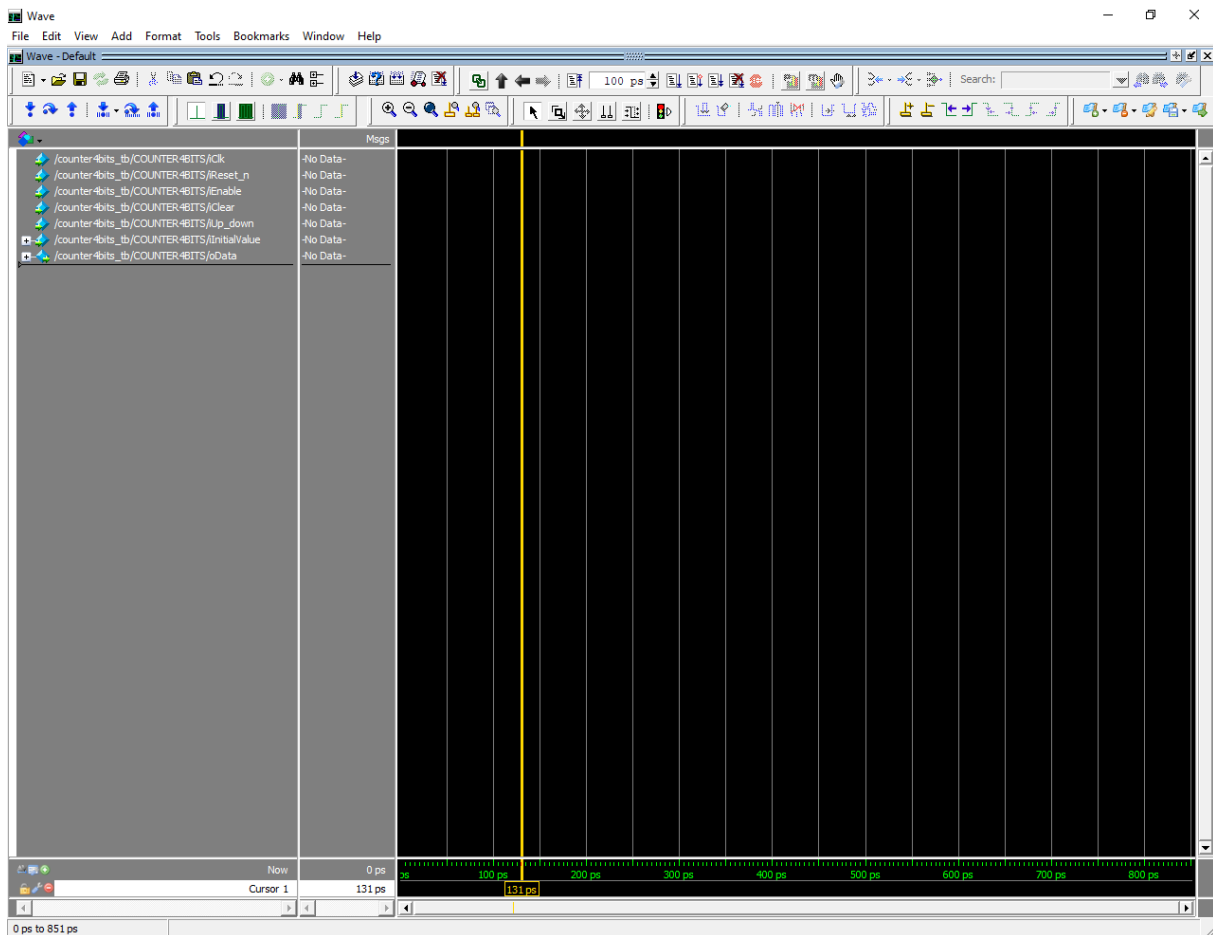 Wave
File Edit View Add Format Tools Bookmarks Window Help
Wave - Default
100 ps Search:
Msgs
/counter4bits_tb/COUNTER4BITS/iClk -No Data-
/counter4bits_tb/COUNTER4BITS/iReset_n -No Data-
/counter4bits_tb/COUNTER4BITS/iEnable -No Data-
/counter4bits_tb/COUNTER4BITS/iClear -No Data-
/counter4bits_tb/COUNTER4BITS/iUp_down -No Data-
/counter4bits_tb/COUNTER4BITS/iInitialValue -No Data-
/counter4bits_tb/COUNTER4BITS/oData -No Data-
Now 0 ps ps 100 ps 200 ps 300 ps 400 ps 500 ps 600 ps 700 ps 800 ps
Cursor 1 131 ps 131 ps
0 ps to 851 ps